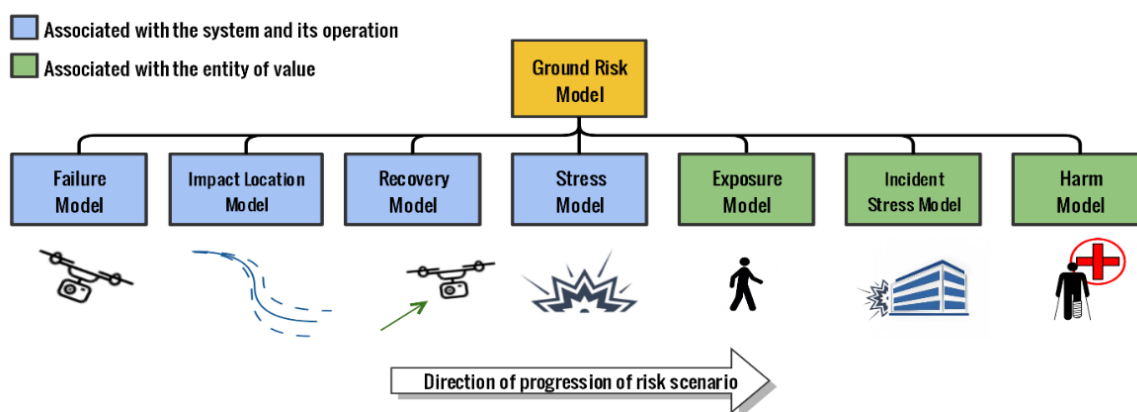 Associated with the system and its operation
Associated with the entity of value
Ground Risk
Model
Failure
Model
Impact Location
Model
Recovery
Model
Stress
Model
Exposure
Model
Incident
Stress Model
Harm
Model
Direction of progression of risk scenario